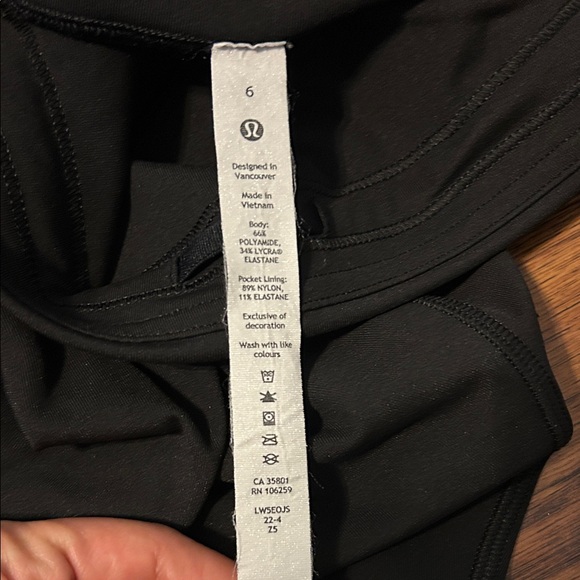 6
Designed in
Vancouver
Made in
Vietnam
Body:
66%
POLYAMIDE,
34% LYCRA®
ELASTANE
Pocket Lining:
89% NYLON,
11% ELASTANE
Exclusive of
decoration
Wash with like
colours
CA 35801
RN 106259
LW5EOJS
22-4
Z5